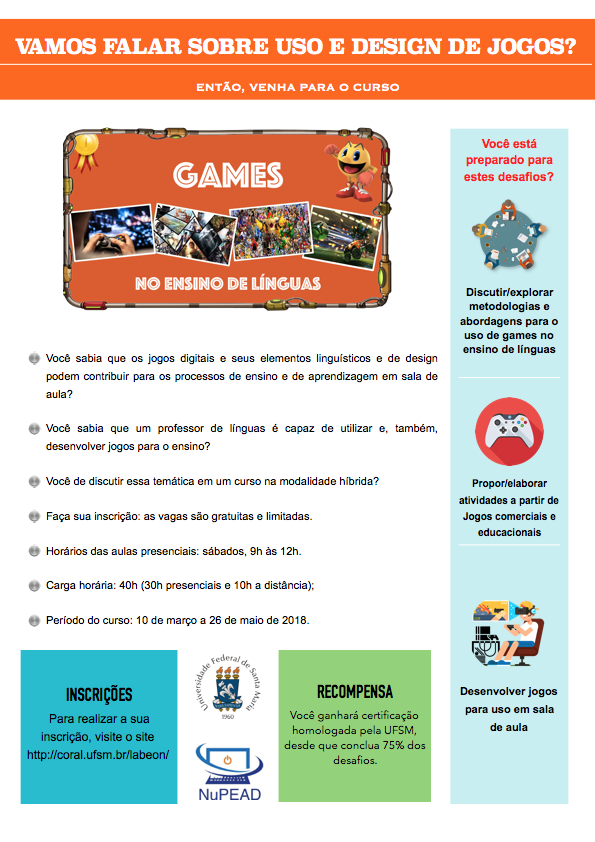 VAMOS FALAR SOBRE USO E DESIGN DE JOGOS?
ENTÃO, VENHA PARA O CURSO
GAMES
NO ENSINO DE LÍNGUAS
Você sabia que os jogos digitais e seus elementos linguísticos e de design
podem contribuir para os processos de ensino e de aprendizagem em sala de
aula?
Você sabia que um professor de línguas é capaz de utilizar e, também,
desenvolver jogos para o ensino?
Você de discutir essa temática em um curso na modalidade híbrida?
Faça sua inscrição: as vagas são gratuitas e limitadas.
Horários das aulas presenciais: sábados, 9h às 12h.
Carga horária: 40h (30h presenciais e 10h a distância);
Período do curso: 10 de março a 26 de maio de 2018.
INSCRIÇÕES
Para realizar a sua
inscrição, visite o site
http://coral.ufsm.br/labeon/
Universidade Federal de Santa Maria
1960
NuPEAD
RECOMPENSA
Você ganhará certificação
homologada pela UFSM,
desde que conclua 75% dos
desafios.
Você está
preparado para
estes desafios?
Discutir/explorar
metodologias e
abordagens para o
uso de games no
ensino de línguas
Propor/elaborar
atividades a partir de
Jogos comerciais e
educacionais
Desenvolver jogos
para uso em sala
de aula